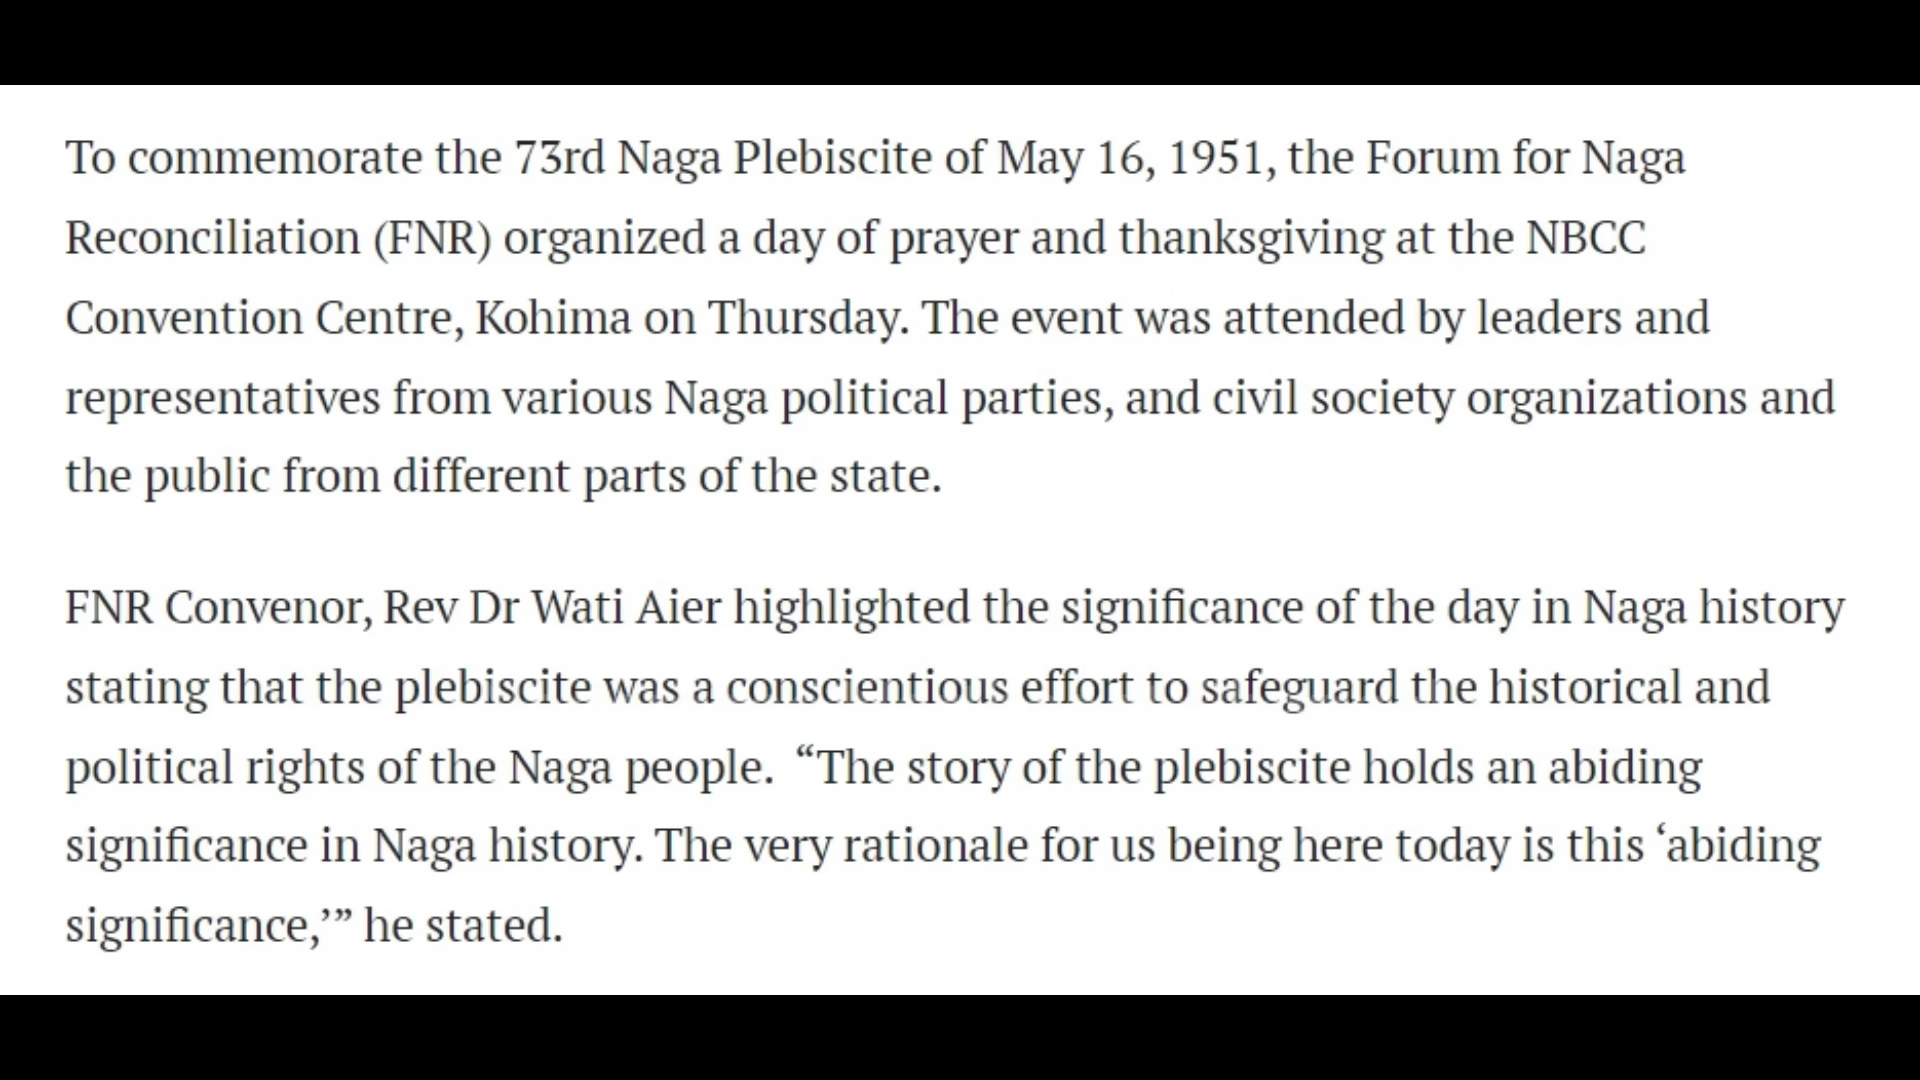 To commemorate the 73rd Naga Plebiscite of May 16, 1951, the Forum for Naga
Reconciliation (FNR) organized a day of prayer and thanksgiving at the NBCC
Convention Centre, Kohima on Thursday. The event was attended by leaders and
representatives from various Naga political parties, and civil society organizations and
the public from different parts of the state.
FNR Convenor, Rev Dr Wati Aier highlighted the significance of the day in Naga history
stating that the plebiscite was a conscientious effort to safeguard the historical and
political rights of the Naga people.  “The story of the plebiscite holds an abiding
significance in Naga history. The very rationale for us being here today is this ‘abiding
significance,’” he stated.